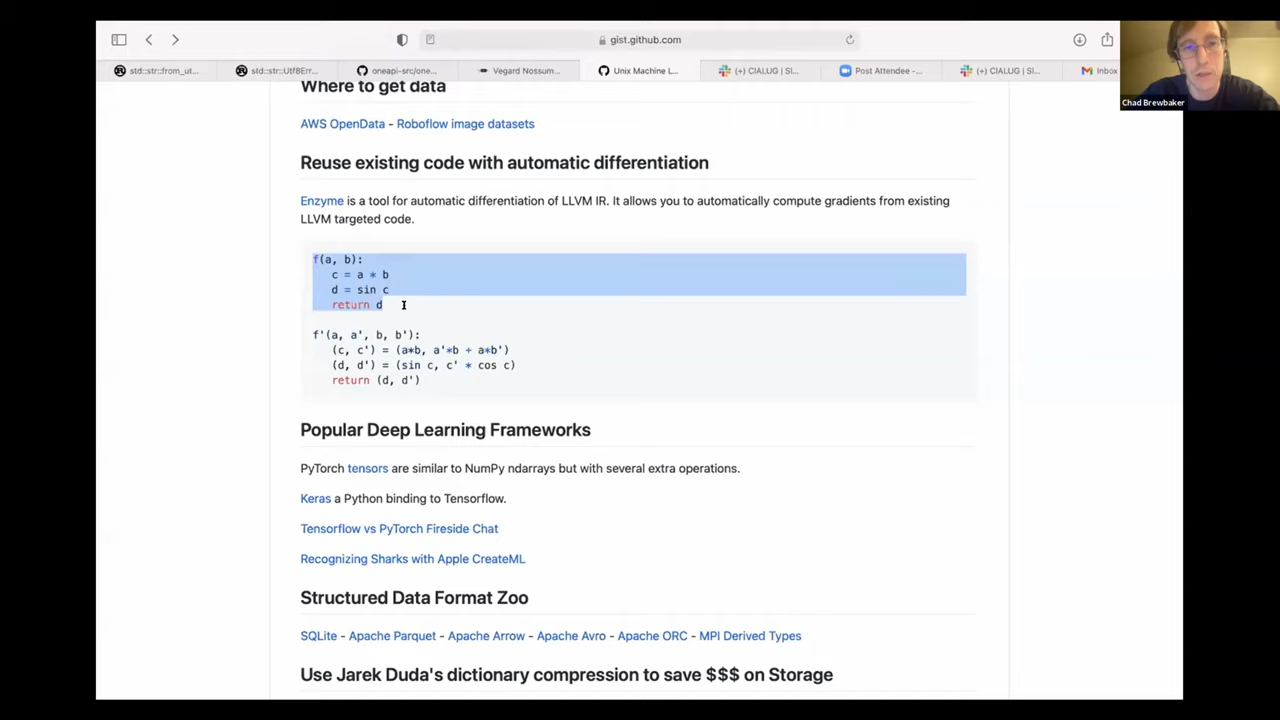 gist.github.com
std::str::from_ut...
std::str::Utf8Err...
oneapi-src/one...
Vegard Nossum...
Unix Machine L...
(+) CIALUG | Sl...
Post Attendee -...
(+) CIALUG | Sl...
Inbox
Chad Brewbaker
Where to get data
AWS OpenData - Roboflow image datasets
Reuse existing code with automatic differentiation
Enzyme is a tool for automatic differentiation of LLVM IR. It allows you to automatically compute gradients from existing
LLVM targeted code.
f(a, b):
c = a * b
d = sin c
return d
f'(a, a', b, b'):
(c, c') = (a*b, a'*b + a*b')
(d, d') = (sin c, c' * cos c)
return (d, d')
Popular Deep Learning Frameworks
PyTorch tensors are similar to NumPy ndarrays but with several extra operations.
Keras a Python binding to Tensorflow.
Tensorflow vs PyTorch Fireside Chat
Recognizing Sharks with Apple CreateML
Structured Data Format Zoo
SQLite - Apache Parquet - Apache Arrow - Apache Avro - Apache ORC - MPI Derived Types
Use Jarek Duda's dictionary compression to save $$$ on Storage